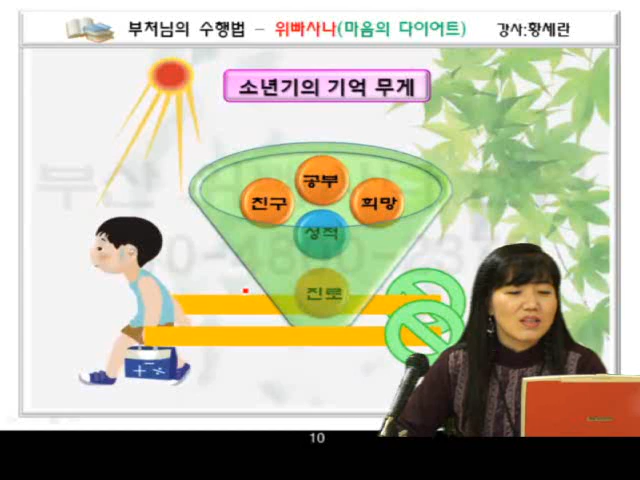 부처님의 수행법 – 위빠사나(마음의 다이어트)
강사:황세란
소년기의 기억 무게
공부
친구
희망
성적
진로
부산
10